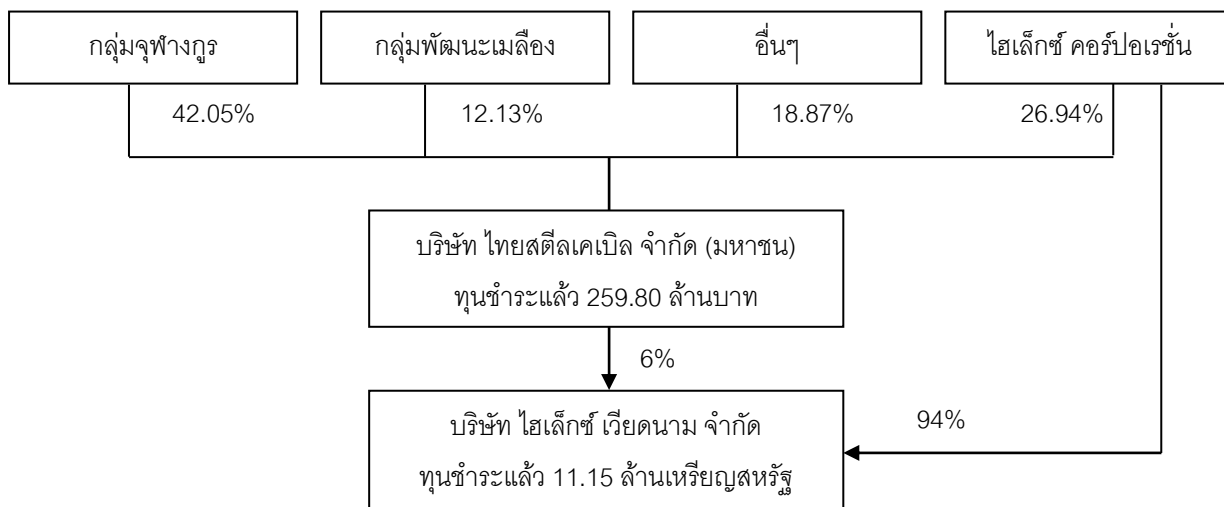 กลุ่มจุฬางกูร
กลุ่มพัฒนะเมลือง
อื่นๆ
ไฮเล็กซ์ คอร์ปอเรชั่น
42.05%
12.13%
18.87%
26.94%
บริษัท ไทยสตีลเคเบิล จำกัด (มหาชน)
ทุนชำระแล้ว 259.80 ล้านบาท
6%
บริษัท ไฮเล็กซ์ เวียดนาม จำกัด
ทุนชำระแล้ว 11.15 ล้านเหรียญสหรัฐ
94%